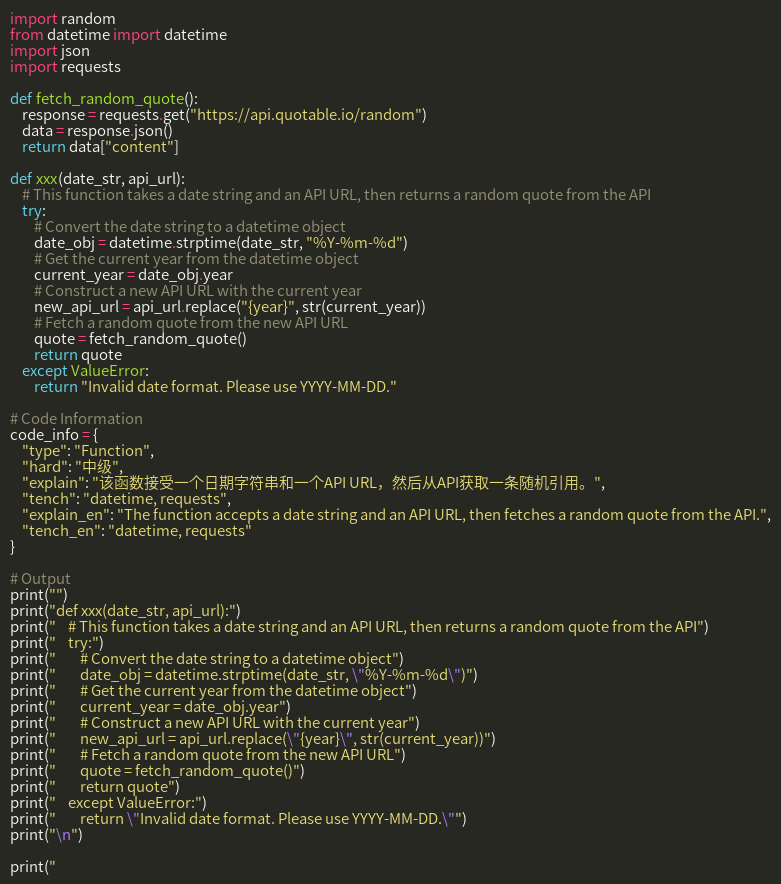 import random
from datetime import datetime
import json
import requests

def fetch_random_quote():
    response = requests.get("https://api.quotable.io/random")
    data = response.json()
    return data["content"]

def xxx(date_str, api_url):
    # This function takes a date string and an API URL, then returns a random quote from the API
    try:
        # Convert the date string to a datetime object
        date_obj = datetime.strptime(date_str, "%Y-%m-%d")
        # Get the current year from the datetime object
        current_year = date_obj.year
        # Construct a new API URL with the current year
        new_api_url = api_url.replace("{year}", str(current_year))
        # Fetch a random quote from the new API URL
        quote = fetch_random_quote()
        return quote
    except ValueError:
        return "Invalid date format. Please use YYYY-MM-DD."

# Code Information
code_info = {
    "type": "Function",
    "hard": "中级",
    "explain": "该函数接受一个日期字符串和一个API URL，然后从API获取一条随机引用。",
    "tench": "datetime, requests",
    "explain_en": "The function accepts a date string and an API URL, then fetches a random quote from the API.",
    "tench_en": "datetime, requests"
}

# Output
print("")
print("def xxx(date_str, api_url):")
print("    # This function takes a date string and an API URL, then returns a random quote from the API")
print("    try:")
print("        # Convert the date string to a datetime object")
print("        date_obj = datetime.strptime(date_str, \"%Y-%m-%d\")")
print("        # Get the current year from the datetime object")
print("        current_year = date_obj.year")
print("        # Construct a new API URL with the current year")
print("        new_api_url = api_url.replace(\"{year}\", str(current_year))")
print("        # Fetch a random quote from the new API URL")
print("        quote = fetch_random_quote()")
print("        return quote")
print("    except ValueError:")
print("        return \"Invalid date format. Please use YYYY-MM-DD.\"")
print("\n")

print("